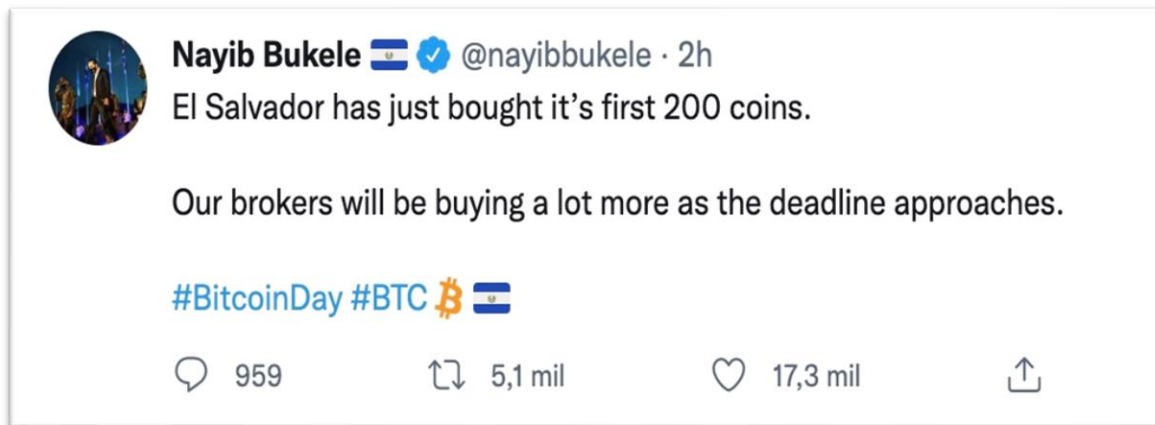 Nayib Bukele 🇸🇻 @nayibbukele · 2h
El Salvador has just bought it’s first 200 coins.
Our brokers will be buying a lot more as the deadline approaches.
#BitcoinDay #BTC 🇸🇻
959 5,1 mil 17,3 mil